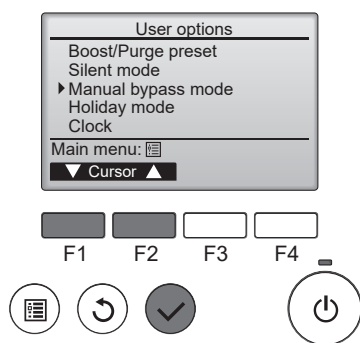 User options
Boost/Purge preset
Silent mode
Manual bypass mode
Holiday mode
Clock
Main menu:
▼ Cursor ▲
F1 F2 F3 F4